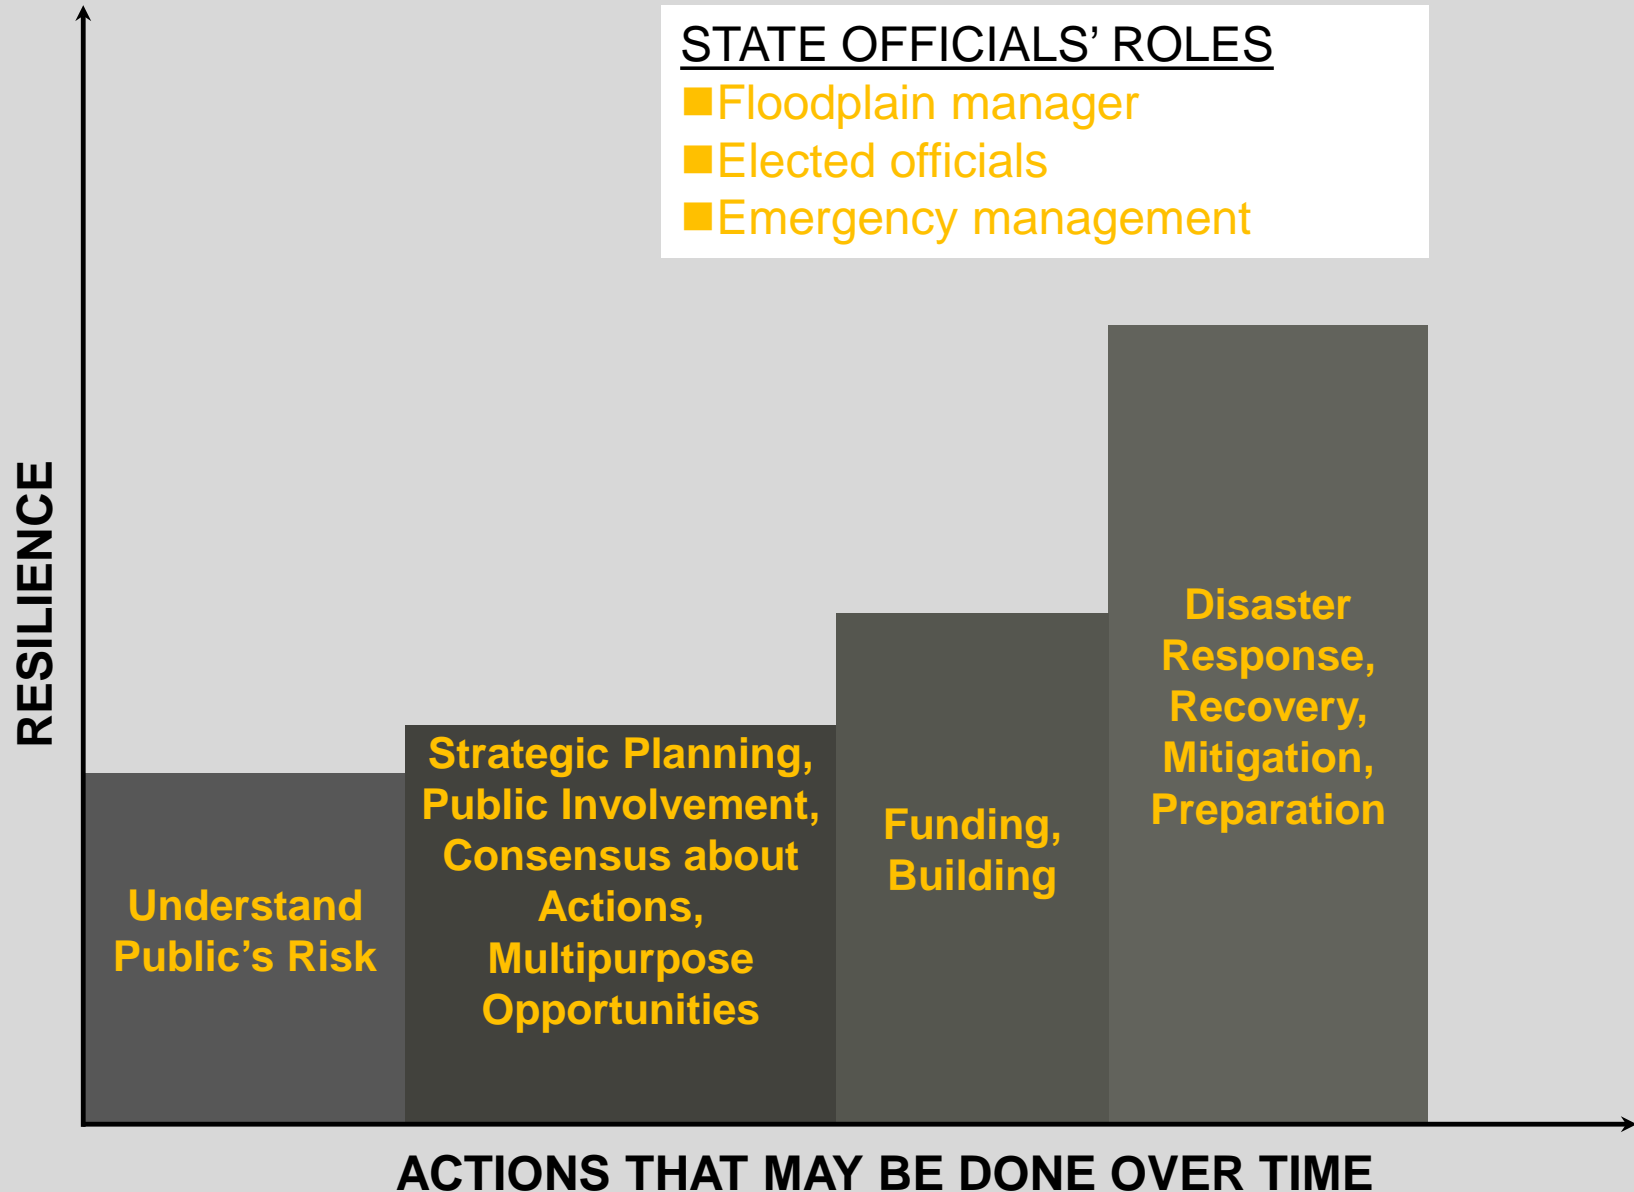 STATE OFFICIALS’ ROLES
■Floodplain manager
■Elected officials
■Emergency management
RESILIENCE
Understand
Public’s Risk
Strategic Planning,
Public Involvement,
Consensus about
Actions,
Multipurpose
Opportunities
Funding,
Building
Disaster
Response,
Recovery,
Mitigation,
Preparation
ACTIONS THAT MAY BE DONE OVER TIME